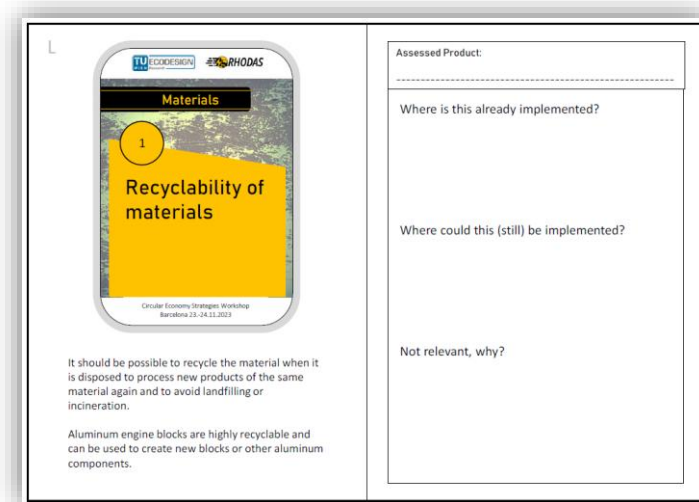 L
TU ECODESIGN
WIEN
RHODAS
Materials
1
Recyclability of
materials
Circular Economy Strategies Workshop
Barcelona 23.-24.11.2023
It should be possible to recycle the material when it
is disposed to process new products of the same
material again and to avoid landfilling or
incineration.
Aluminum engine blocks are highly recyclable and
can be used to create new blocks or other aluminum
components.
Assessed Product:
Where is this already implemented?
Where could this (still) be implemented?
Not relevant, why?